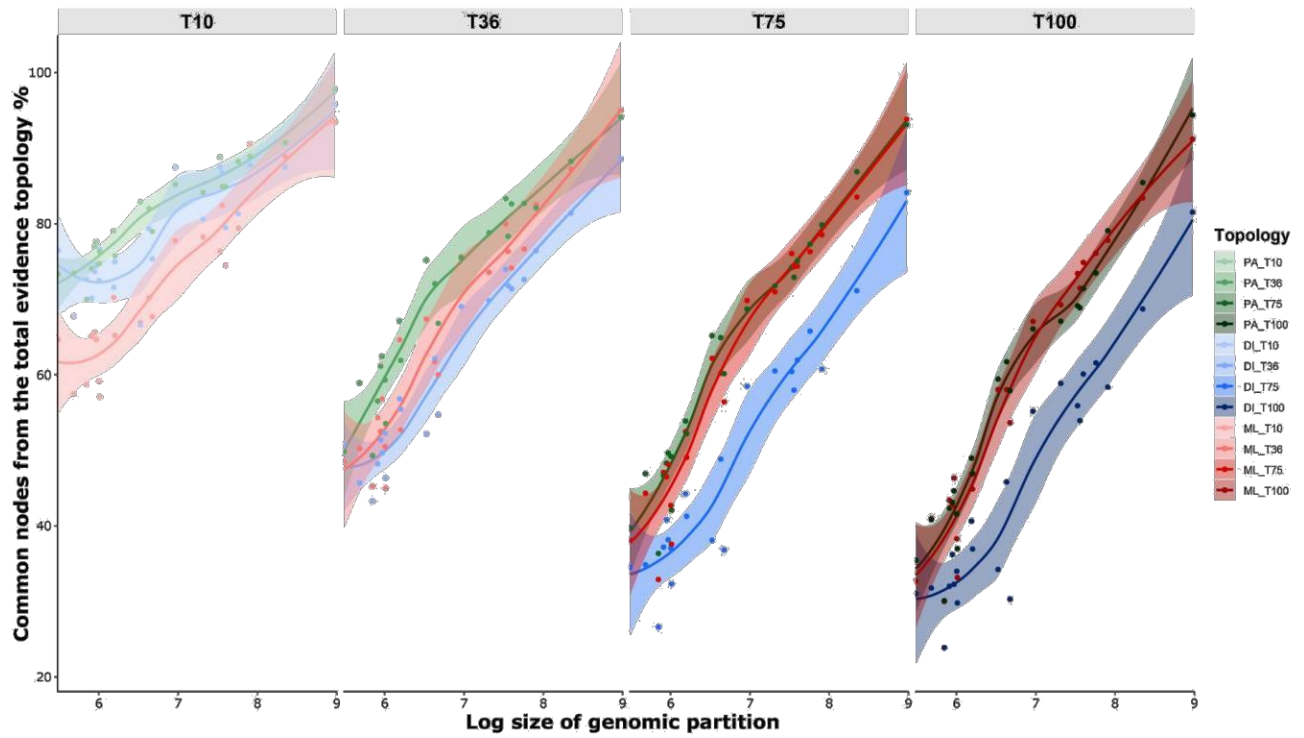 T10 T36 T75 T100
Common nodes from the total evidence topology %
100
80
60
40
20
6 7 8 9 6 7 8 9 6 7 8 9 6 7 8 9
Log size of genomic partition
Topology
PA_T10
PA_T36
PA_T75
PA_T100
DI_T10
DI_T36
DI_T75
DI_T100
ML_T10
ML_T36
ML_T75
ML_T100